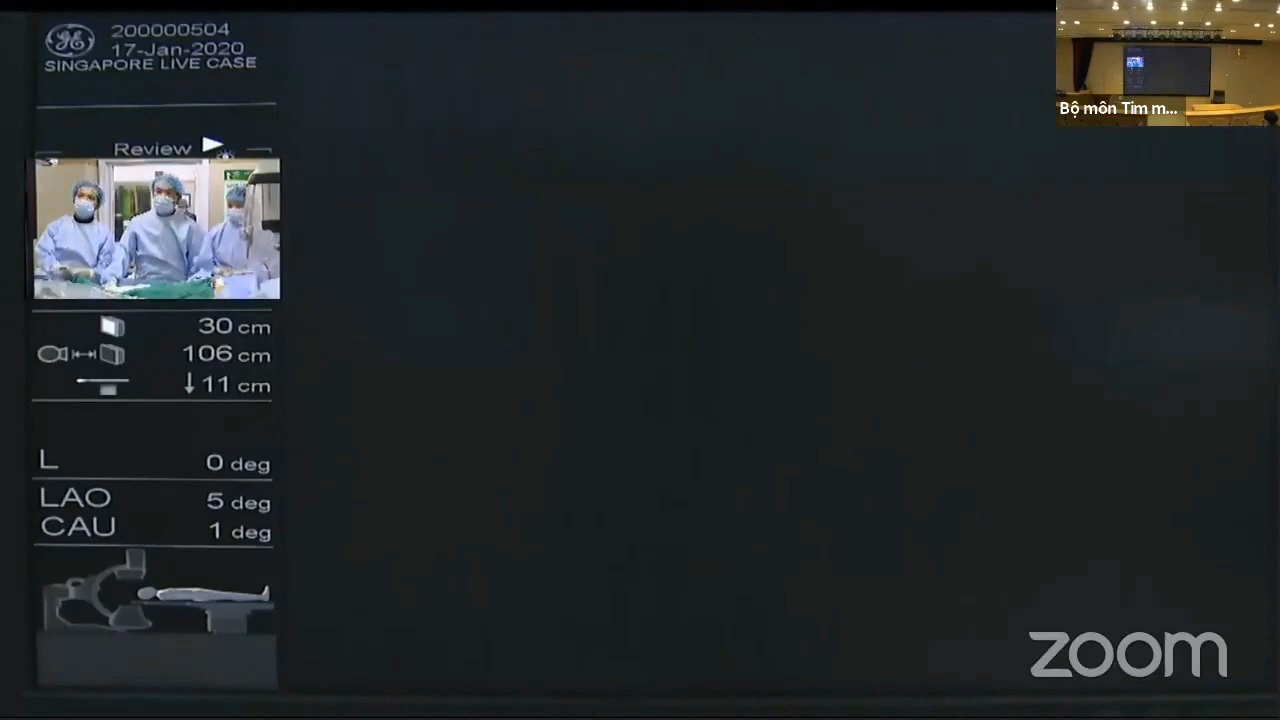 200000504
17-Jan-2020
SINGAPORE LIVE CASE
Review
30 cm
106 cm
↓11 cm
L 0 deg
LAO 5 deg
CAU 1 deg
Bộ môn Tim m...
zoom